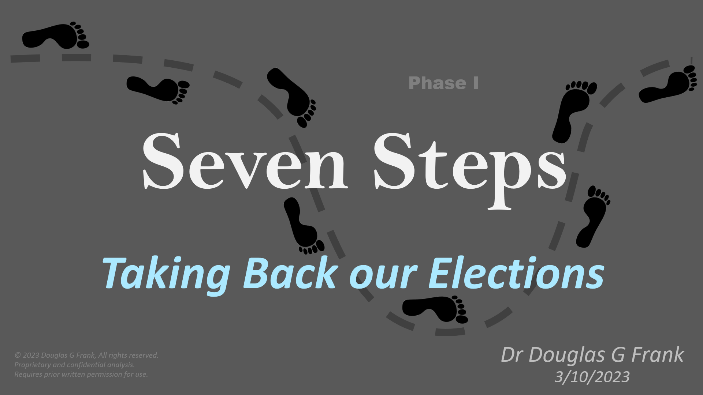 Phase I
Seven Steps
Taking Back our Elections
© 2023 Douglas G Frank, All rights reserved.
Proprietary and confidential analysis.
Requires prior written permission for use.
Dr Douglas G Frank
3/10/2023